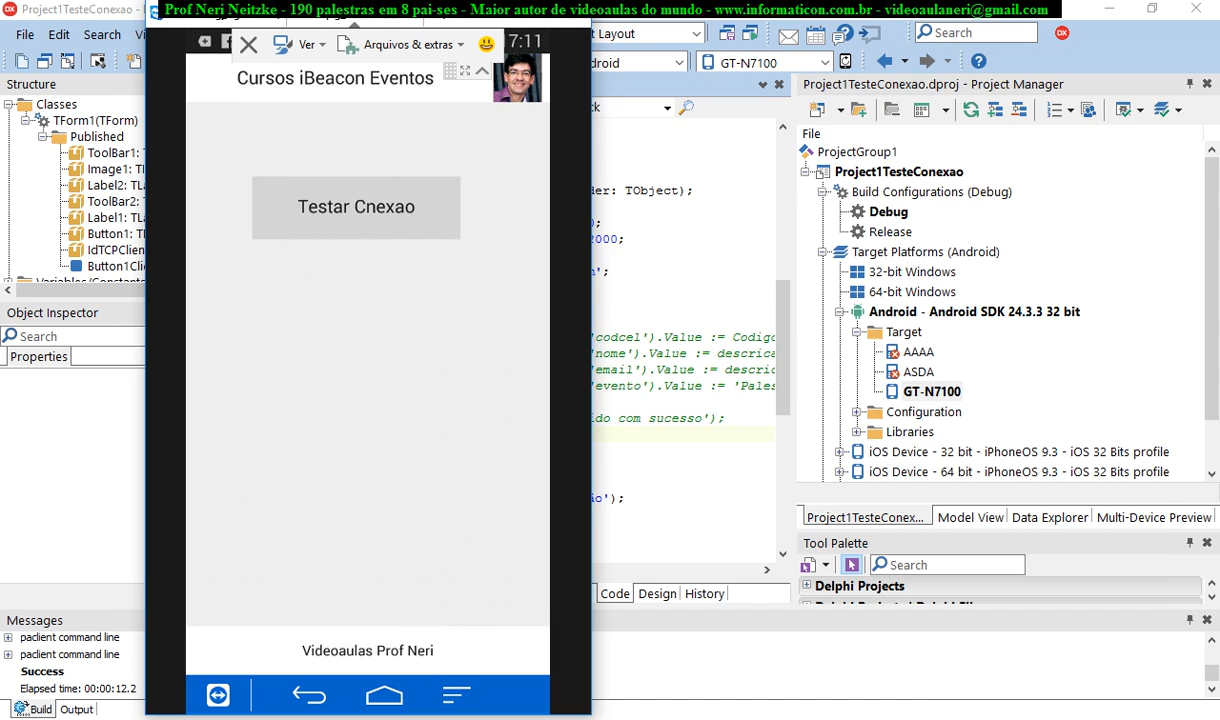 Prof Neri Neitzke - 190 palestras em 8 pai-ses - Maior autor de videoaulas do mundo - www.informaticon.com.br - videoaulaneri@gmail.com
Project1TesteConexao
File Edit Search
Layout
Search
droid
GT-N7100
Structure
Classes
TForm1(TForm)
Published
ToolBar1:
Image1:
Label2:
ToolBar2:
Label1:
Button1:
IdTCPClien
Button1Cli
Object Inspector
Search
Properties
Messages
paclient command line
paclient command line
Success
Elapsed time: 00:00:12.2
Build Output
Ver
Arquivos & extras
7:11
Cursos iBeacon Eventos
Testar Cnexao
Videoaulas Prof Neri
der: TObject);
0;
2000;
n';
'codcel').Value := Codigo
'nome').Value := descrica
'email').Value := descric
'evento').Value := 'Pales
ido com sucesso');
io');
Code Design History
Project1TesteConexao.dproj - Project Manager
File
ProjectGroup1
Project1TesteConexao
Build Configurations (Debug)
Debug
Release
Target Platforms (Android)
32-bit Windows
64-bit Windows
Android - Android SDK 24.3.3 32 bit
Target
AAAA
ASDA
GT-N7100
Configuration
Libraries
iOS Device - 32 bit - iPhoneOS 9.3 - iOS 32 Bits profile
iOS Device - 64 bit - iPhoneOS 9.3 - iOS 32 Bits profile
Project1TesteConex... Model View Data Explorer Multi-Device Preview
Tool Palette
Search
Delphi Projects